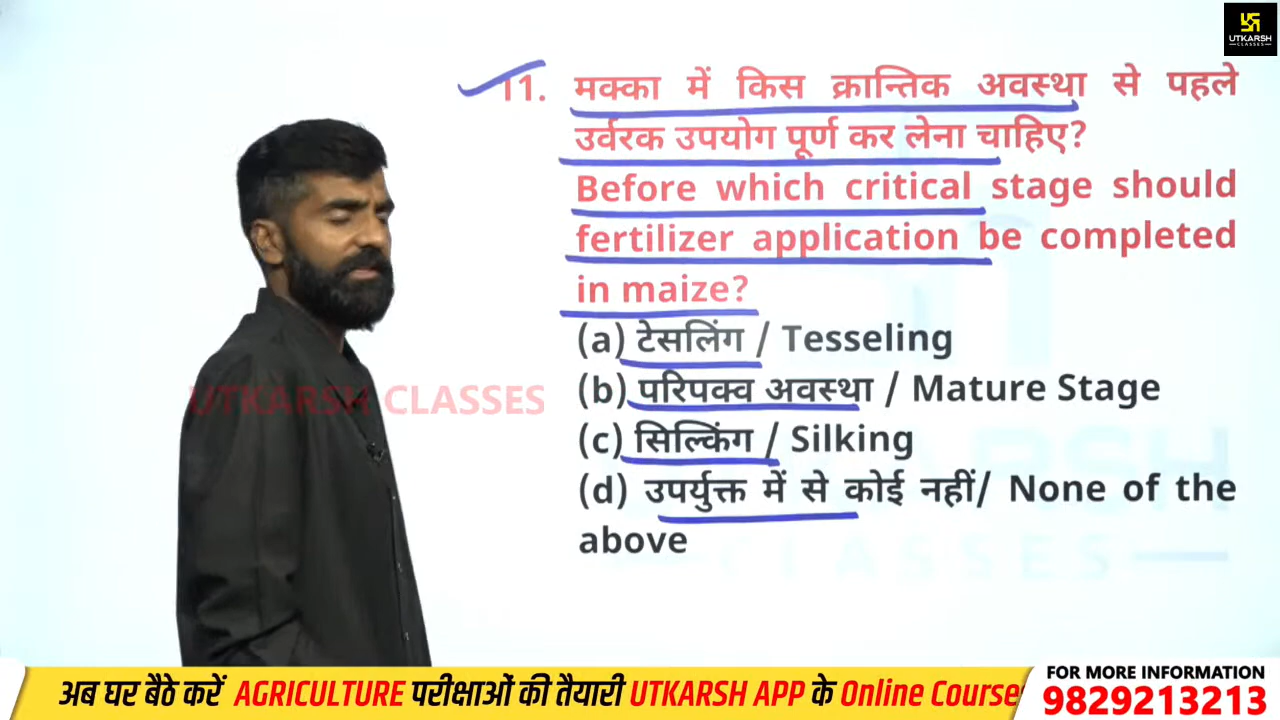 UTKARSH
CLASSES
11. मक्का में किस क्रान्तिक अवस्था से पहले
उर्वरक उपयोग पूर्ण कर लेना चाहिए?
Before which critical stage should
fertilizer application be completed
in maize?
(a) टेसलिंग / Tesseling
(b) परिपक्व अवस्था / Mature Stage
UTKARSH CLASSES
(c) सिल्किंग / Silking
(d) उपर्युक्त में से कोई नहीं/ None of the
above
CLASSES
अब घर बैठे करें AGRICULTURE परीक्षाओं की तैयारी UTKARSH APP के Online Course
FOR MORE INFORMATION
9829213213